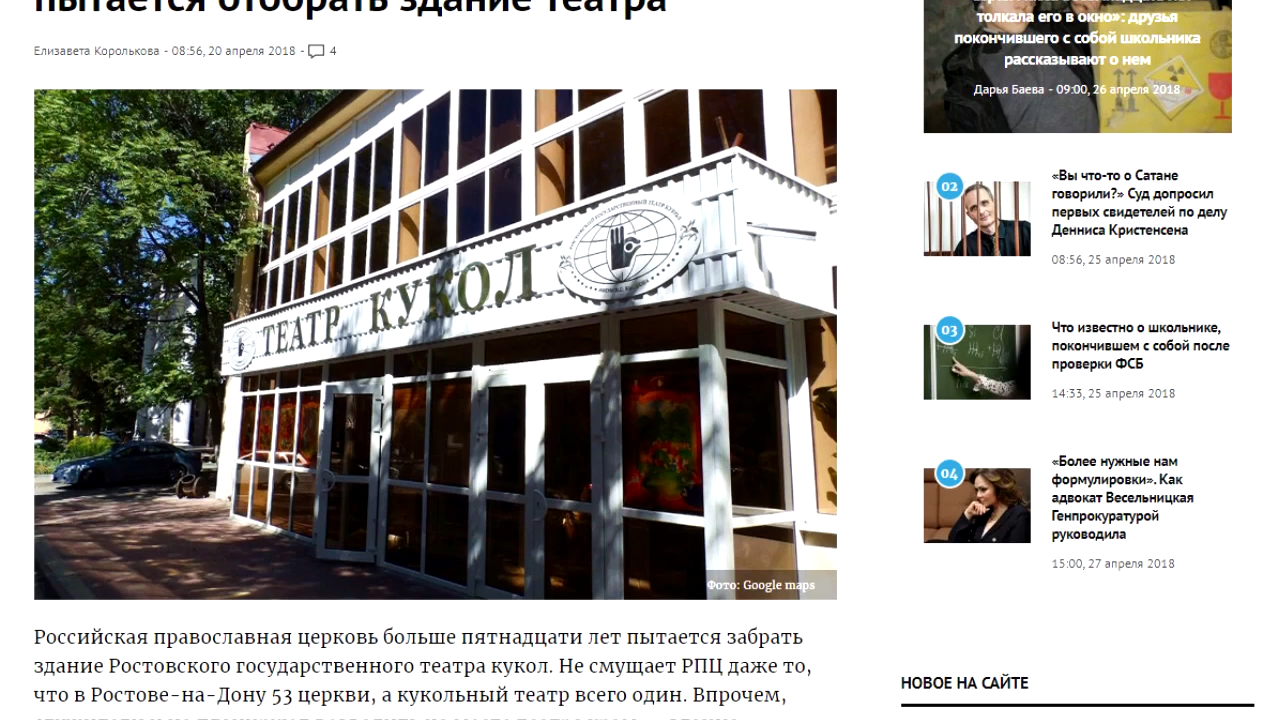 пытается отобрать здание театра
Елизавета Королькова - 08:56, 20 апреля 2018 - 4
ТЕАТР КУКОЛ
Фото: Google maps
Российская православная церковь больше пятнадцати лет пытается забрать
здание Ростовского государственного театра кукол. Не смущает РПЦ даже то,
что в Ростове-на-Дону 53 церкви, а кукольный театр всего один. Впрочем,
толкала его в окно»: друзья
покончившего с собой школьника
рассказывают о нем
Дарья Баева - 09:00, 26 апреля 2018
02
«Вы что-то о Сатане
говорили?» Суд допросил
первых свидетелей по делу
Денниса Кристенсена
08:56, 25 апреля 2018
03
Что известно о школьнике,
покончившем с собой после
проверки ФСБ
14:33, 25 апреля 2018
04
«Более нужные нам
формулировки». Как
адвокат Весельницкая
Генпрокуратурой
руководила
15:00, 27 апреля 2018
НОВОЕ НА САЙТЕ